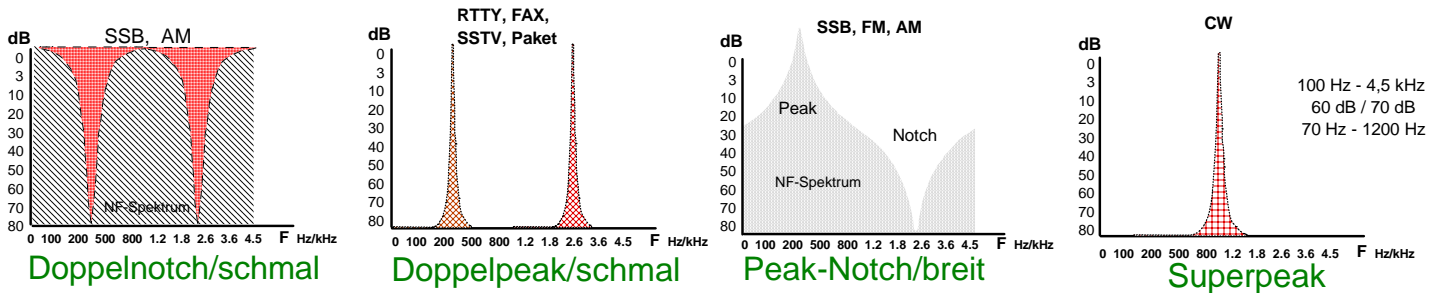 dB
SSB, AM
0
3
10
20
30
40
50
60
70
80
NF-Spektrum
0 100 200 500 800 1.2 1.8 2.6 3.6 4.5 F Hz/kHz
Doppelnotch/schmal
RTTY, FAX,
SSTV, Paket
dB
0
3
10
20
30
40
50
60
70
80
0 100 200 500 800 1.2 1.8 2.6 3.6 4.5 F Hz/kHz
Doppelpeak/schmal
SSB, FM, AM
dB
0
3
10
20
30
40
50
60
70
80
Peak
Notch
NF-Spektrum
0 100 200 500 800 1.2 1.8 2.6 3.6 4.5 F Hz/kHz
Peak-Notch/breit
CW
dB
0
3
10
20
30
40
50
60
70
80
100 Hz - 4,5 kHz
60 dB / 70 dB
70 Hz - 1200 Hz
0 100 200 500 800 1.2 1.8 2.6 3.6 4.5 F Hz/kHz
Superpeak